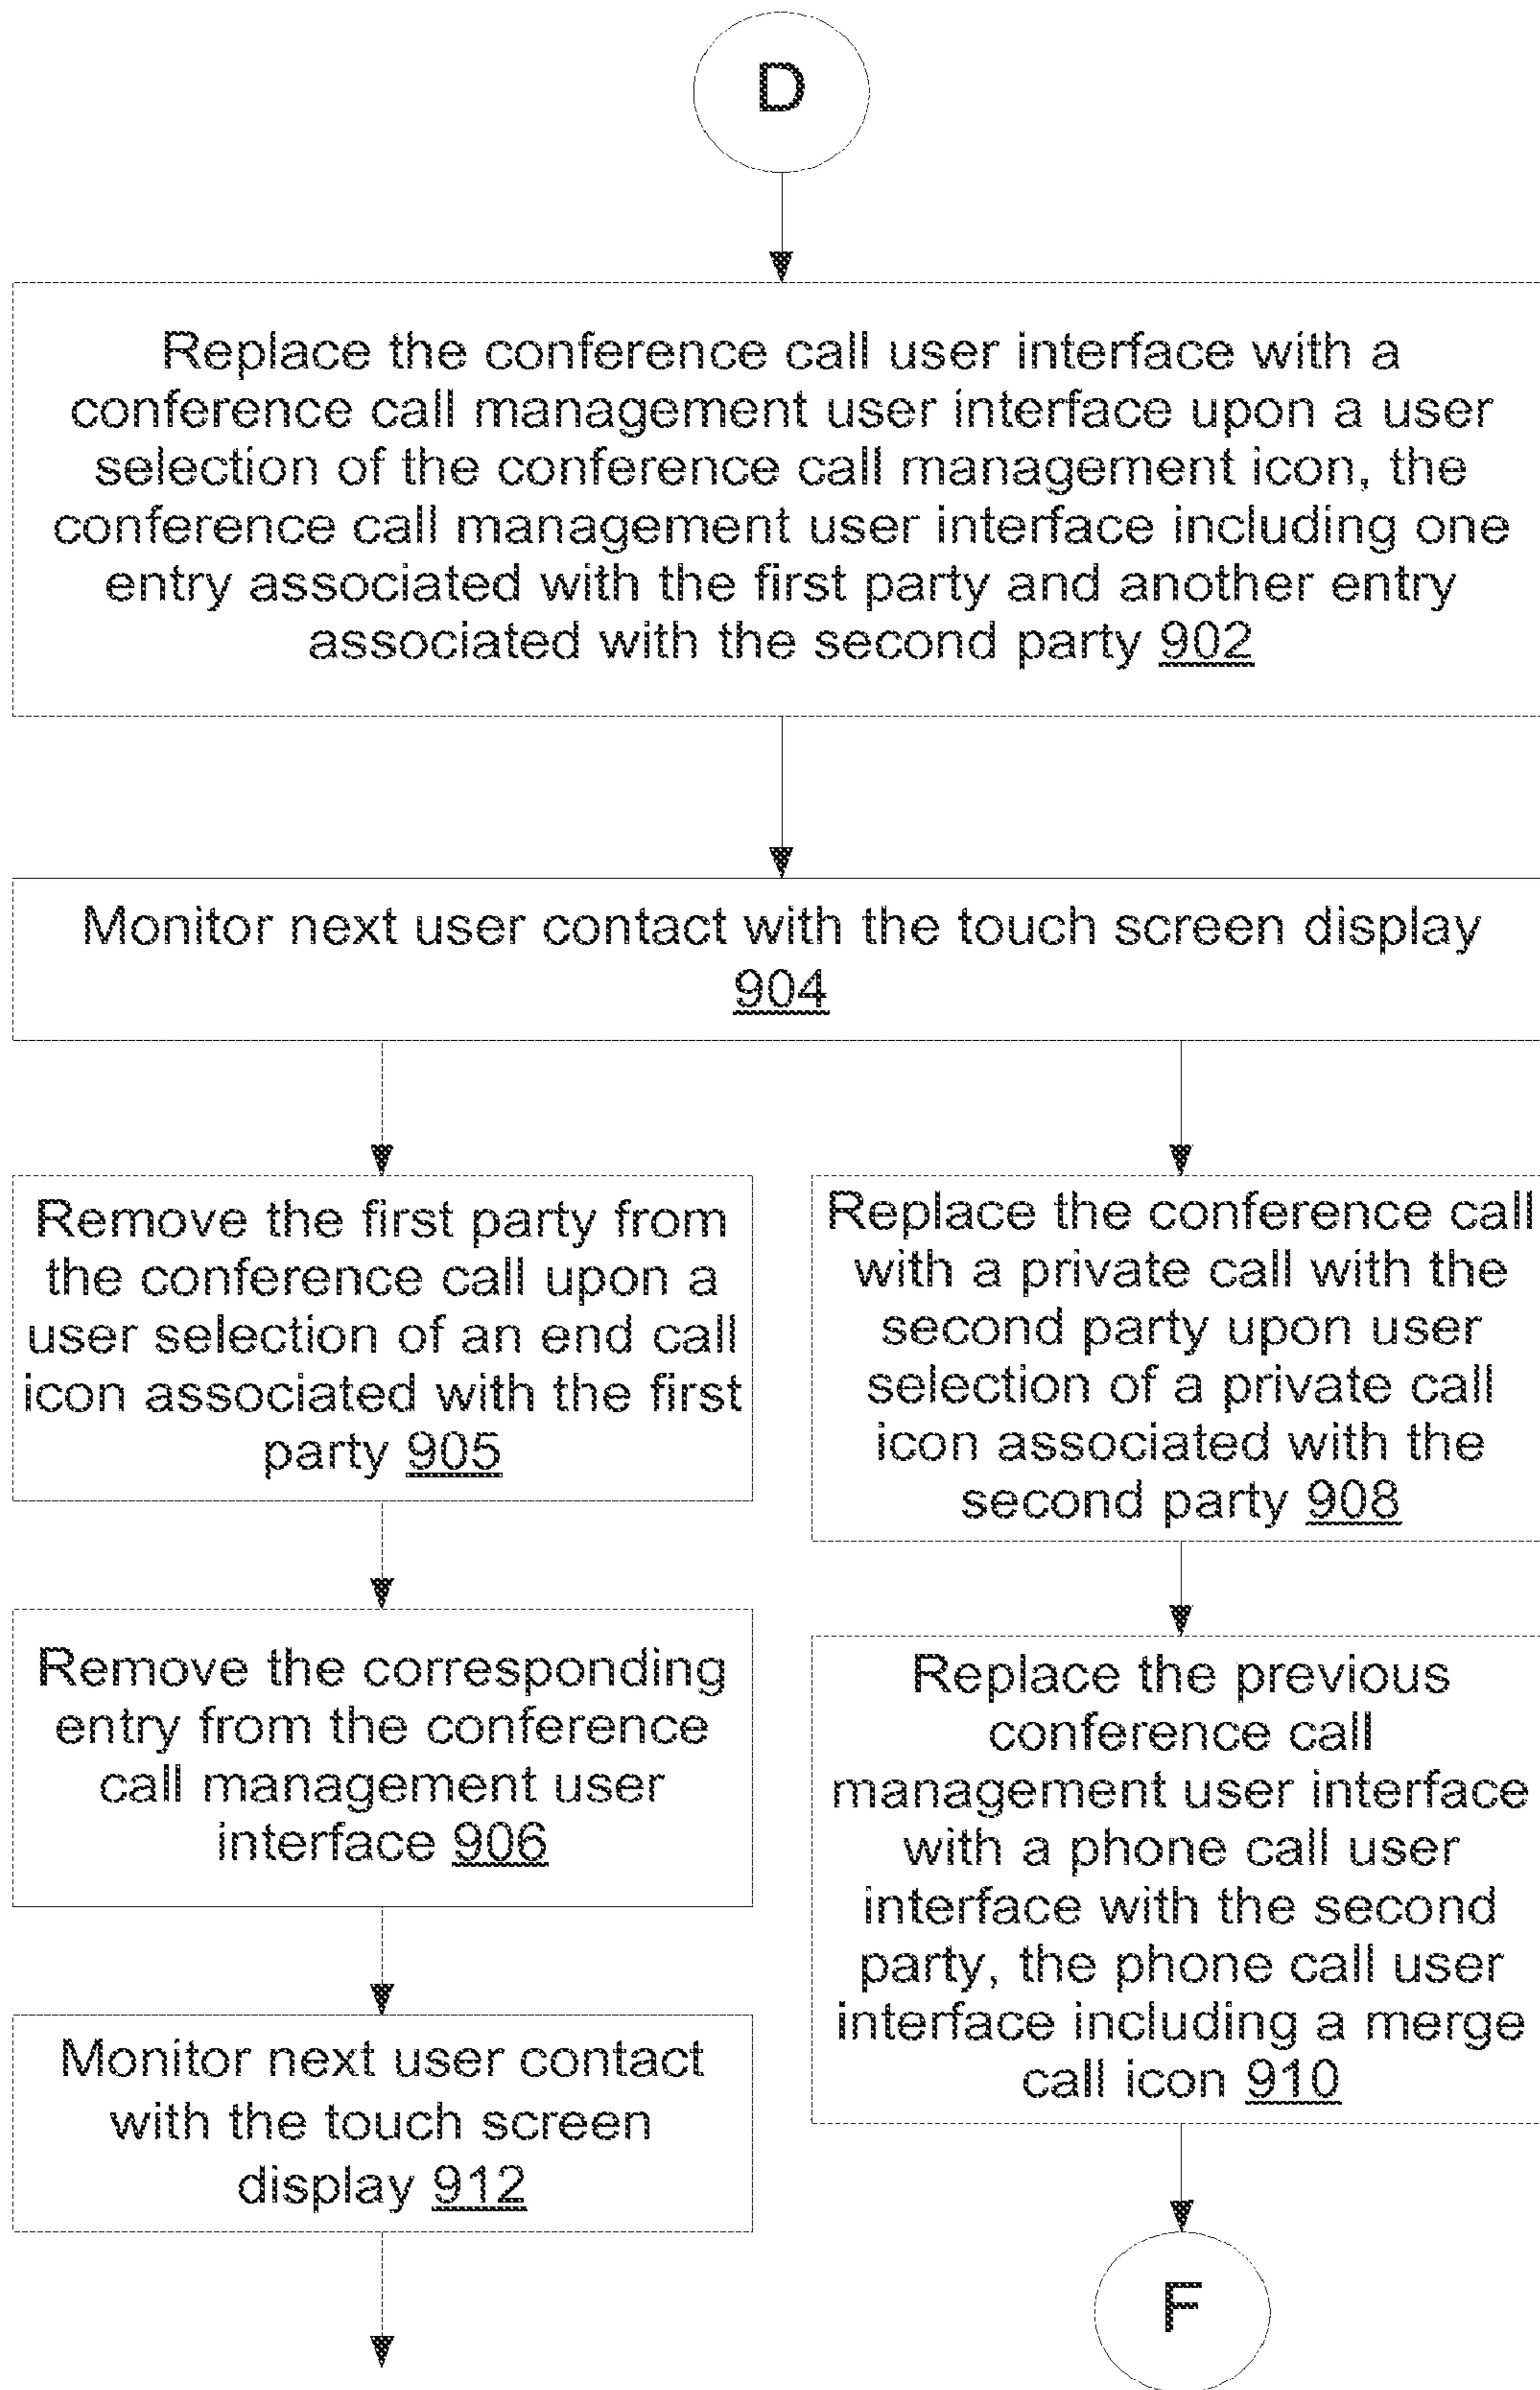 D
Replace the conference call user interface with a
conference call management user interface upon a user
selection of the conference call management icon, the
conference call management user interface including one
entry associated with the first party and another entry
associated with the second party 902
Monitor next user contact with the touch screen display
904
Remove the first party from
the conference call upon a
user selection of an end call
icon associated with the first
party 905
Remove the corresponding
entry from the conference
call management user
interface 906
Monitor next user contact
with the touch screen
display 912
Replace the conference call
with a private call with the
second party upon user
selection of a private call
icon associated with the
second party 908
Replace the previous
conference call
management user interface
with a phone call user
interface with the second
party, the phone call user
interface including a merge
call icon 910
F